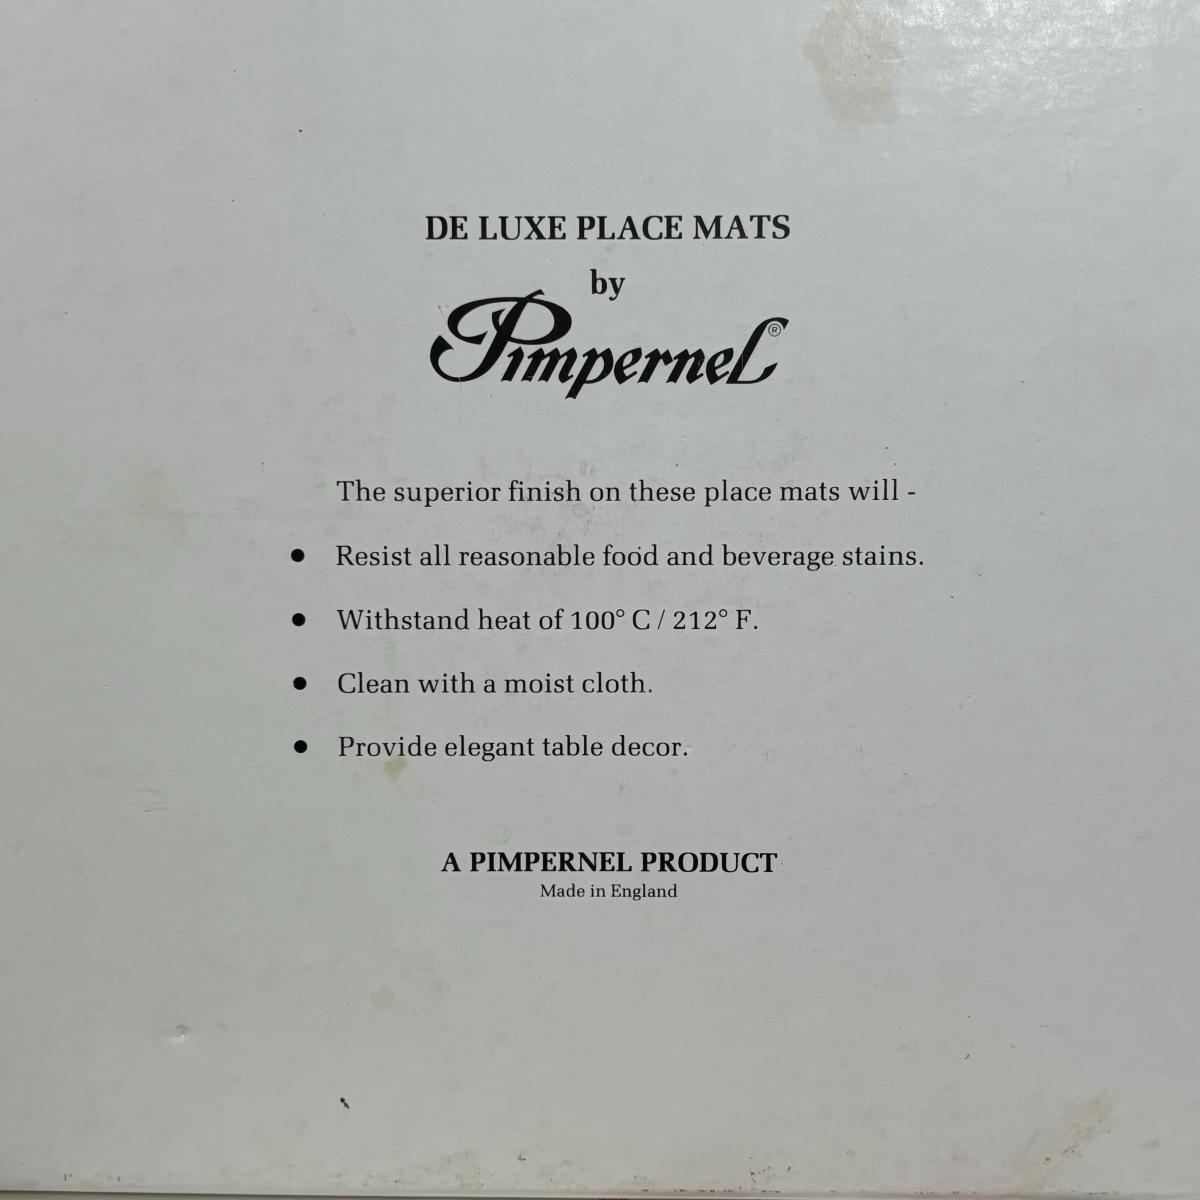 DE LUXE PLACE MATS
by
Pimpernel®
The superior finish on these place mats will -
● Resist all reasonable food and beverage stains.
● Withstand heat of 100° C / 212° F.
● Clean with a moist cloth.
● Provide elegant table decor.
A PIMPERNEL PRODUCT
Made in England